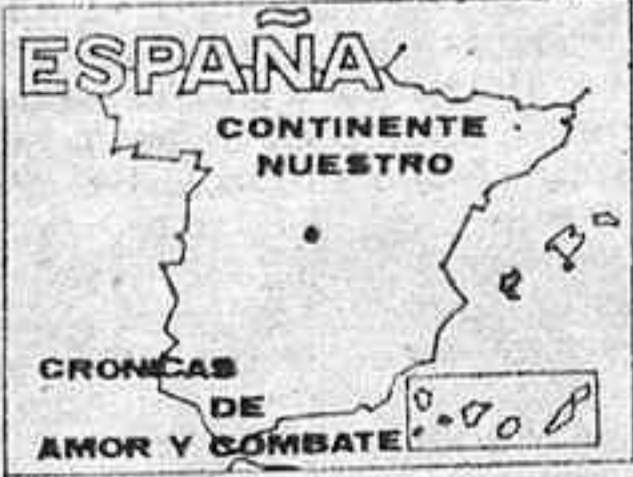 ESPAÑA
CONTINENTE
NUESTRO
CRONICAS
DE
AMOR Y COMBATE